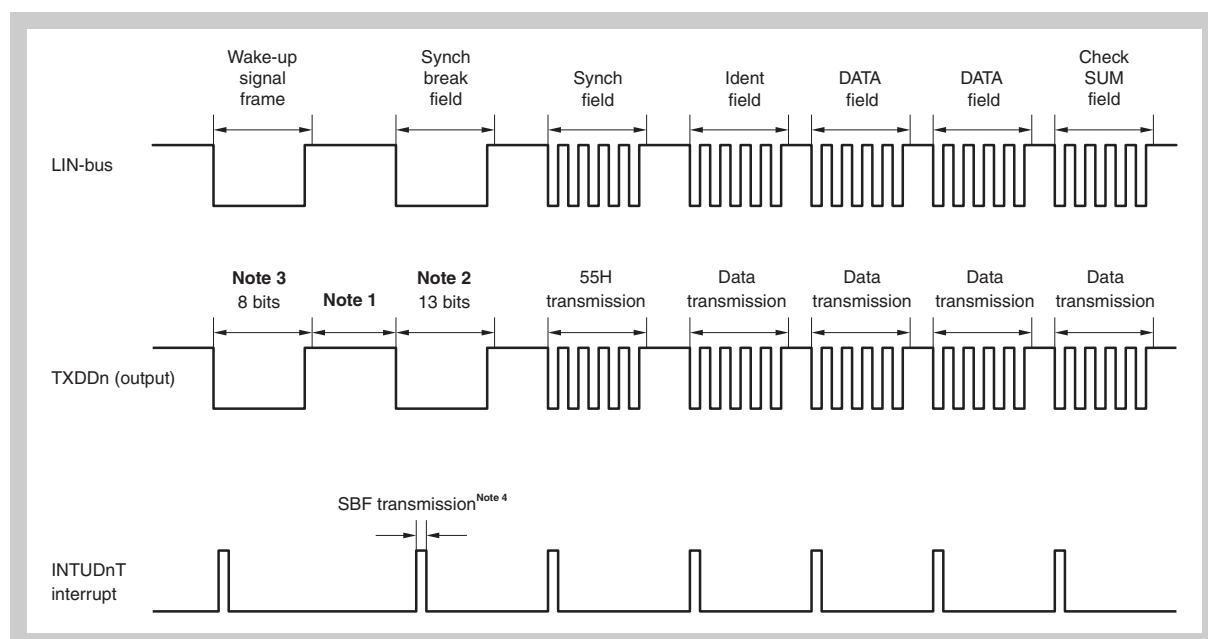 Wake-up
signal
frame
Synch
break
field
Synch
field
Ident
field
DATA
field
DATA
field
Check
SUM
field
LIN-bus
Note 3
8 bits
Note 1
Note 2
13 bits
55H
transmission
Data
transmission
Data
transmission
Data
transmission
Data
transmission
TXDDn (output)
SBF transmission Note 4
INTUDnT
interrupt